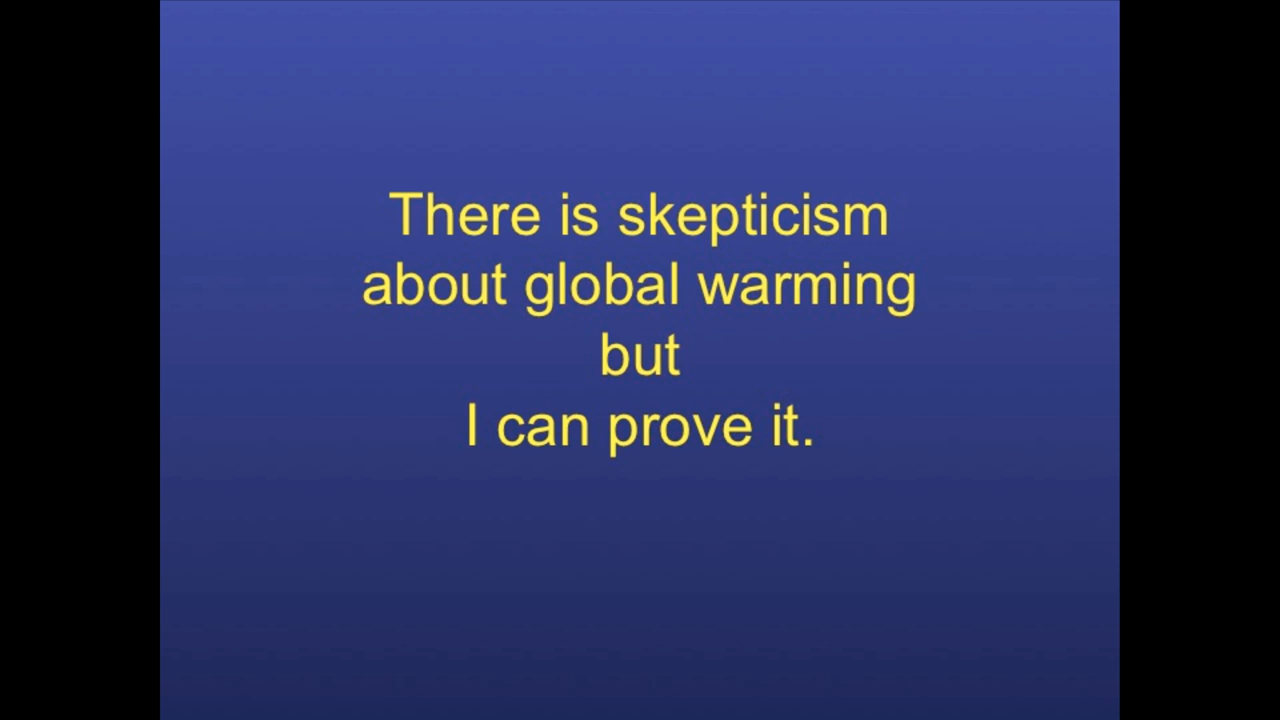 There is skepticism
about global warming
but
I can prove it.